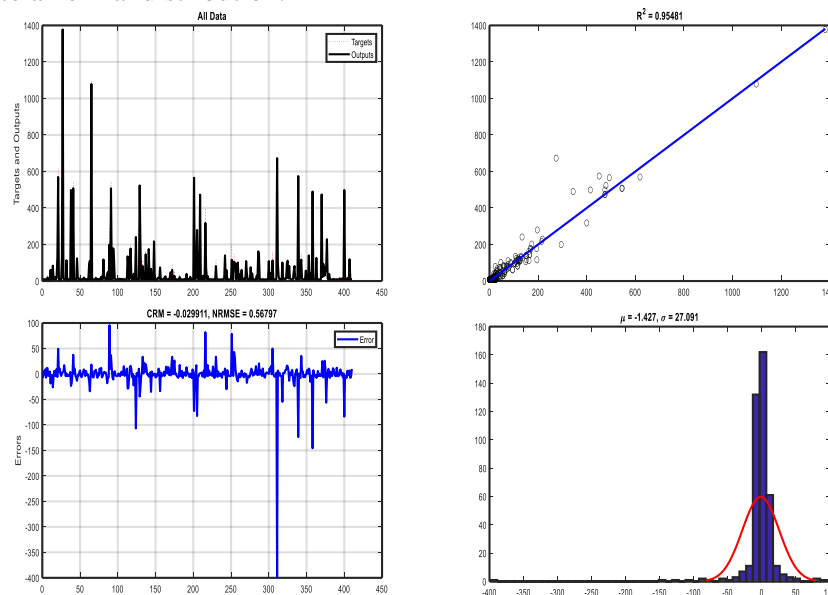 All Data
Targets
Outputs
Targets and Outputs
1400
1200
1000
800
600
400
200
0
0 50 100 150 200 250 300 350 400 450
R² = 0.95481
1400
1200
1000
800
600
400
200
0
0 200 400 600 800 1000 1200
CRM = -0.029911, NRMSE = 0.56797
Error
Errors
100
50
0
-50
-100
-150
-200
-250
-300
-350
-400
0 50 100 150 200 250 300 350 400 450
μ = -1.427, σ = 27.091
180
160
140
120
100
80
60
40
20
0
-400 -350 -300 -250 -200 -150 -100 -50 0 50